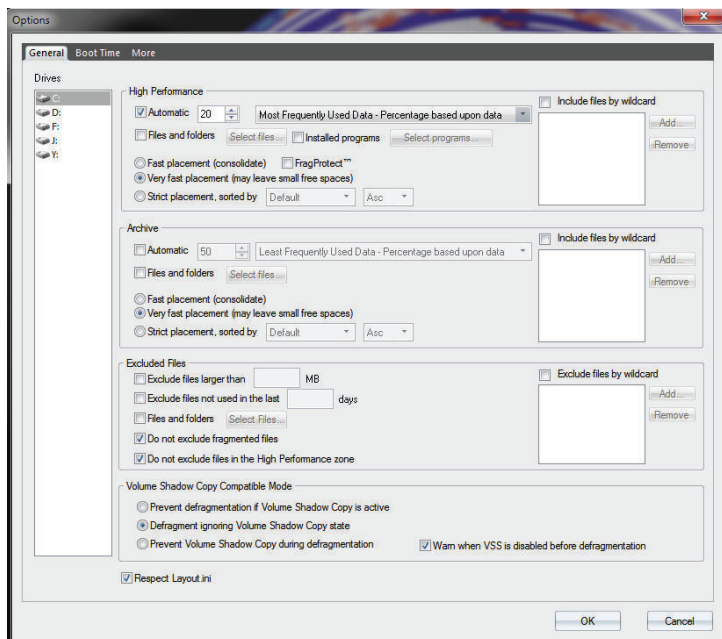 Options
General Boot Time More
Drives
C:
D:
F:
J:
Y:
High Performance
Automatic 20 Most Frequently Used Data - Percentage based upon data
Files and folders Select files... Installed programs Select programs...
Fast placement (consolidate) FragProtect™
Very fast placement (may leave small free spaces)
Strict placement, sorted by Default Asc
Include files by wildcard
Add...
Remove
Archive
Automatic 50 Least Frequently Used Data - Percentage based upon data
Files and folders Select files...
Fast placement (consolidate)
Very fast placement (may leave small free spaces)
Strict placement, sorted by Default Asc
Include files by wildcard
Add...
Remove
Excluded Files
Exclude files larger than MB
Exclude files not used in the last days
Files and folders Select Files...
Do not exclude fragmented files
Do not exclude files in the High Performance zone
Exclude files by wildcard
Add...
Remove
Volume Shadow Copy Compatible Mode
Prevent defragmentation if Volume Shadow Copy is active
Defragment ignoring Volume Shadow Copy state
Prevent Volume Shadow Copy during defragmentation Warn when VSS is disabled before defragmentation
Respect Layout.ini
OK Cancel